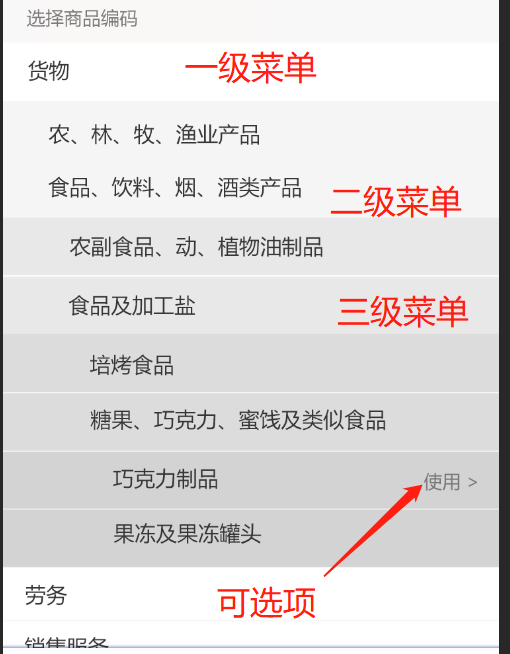 选择商品编码
货物
一级菜单
农、林、牧、渔业产品
食品、饮料、烟、酒类产品
二级菜单
农副食品、动、植物油制品
食品及加工盐
三级菜单
培烤食品
糖果、巧克力、蜜饯及类似食品
巧克力制品
使用 >
果冻及果冻罐头
劳务
可选项
销售服务